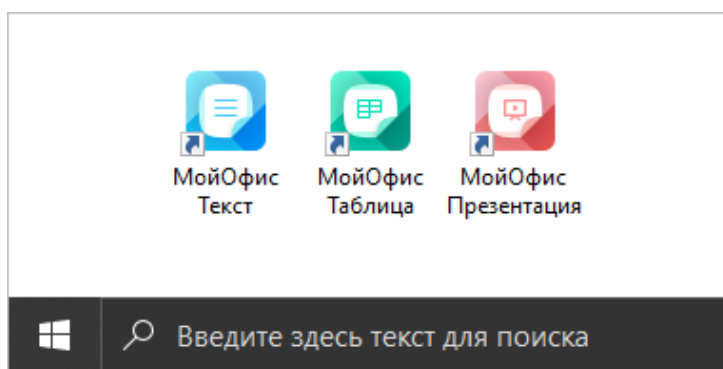 МойОфис МойОфис МойОфис
Текст Таблица Презентация
Введите здесь текст для поиска